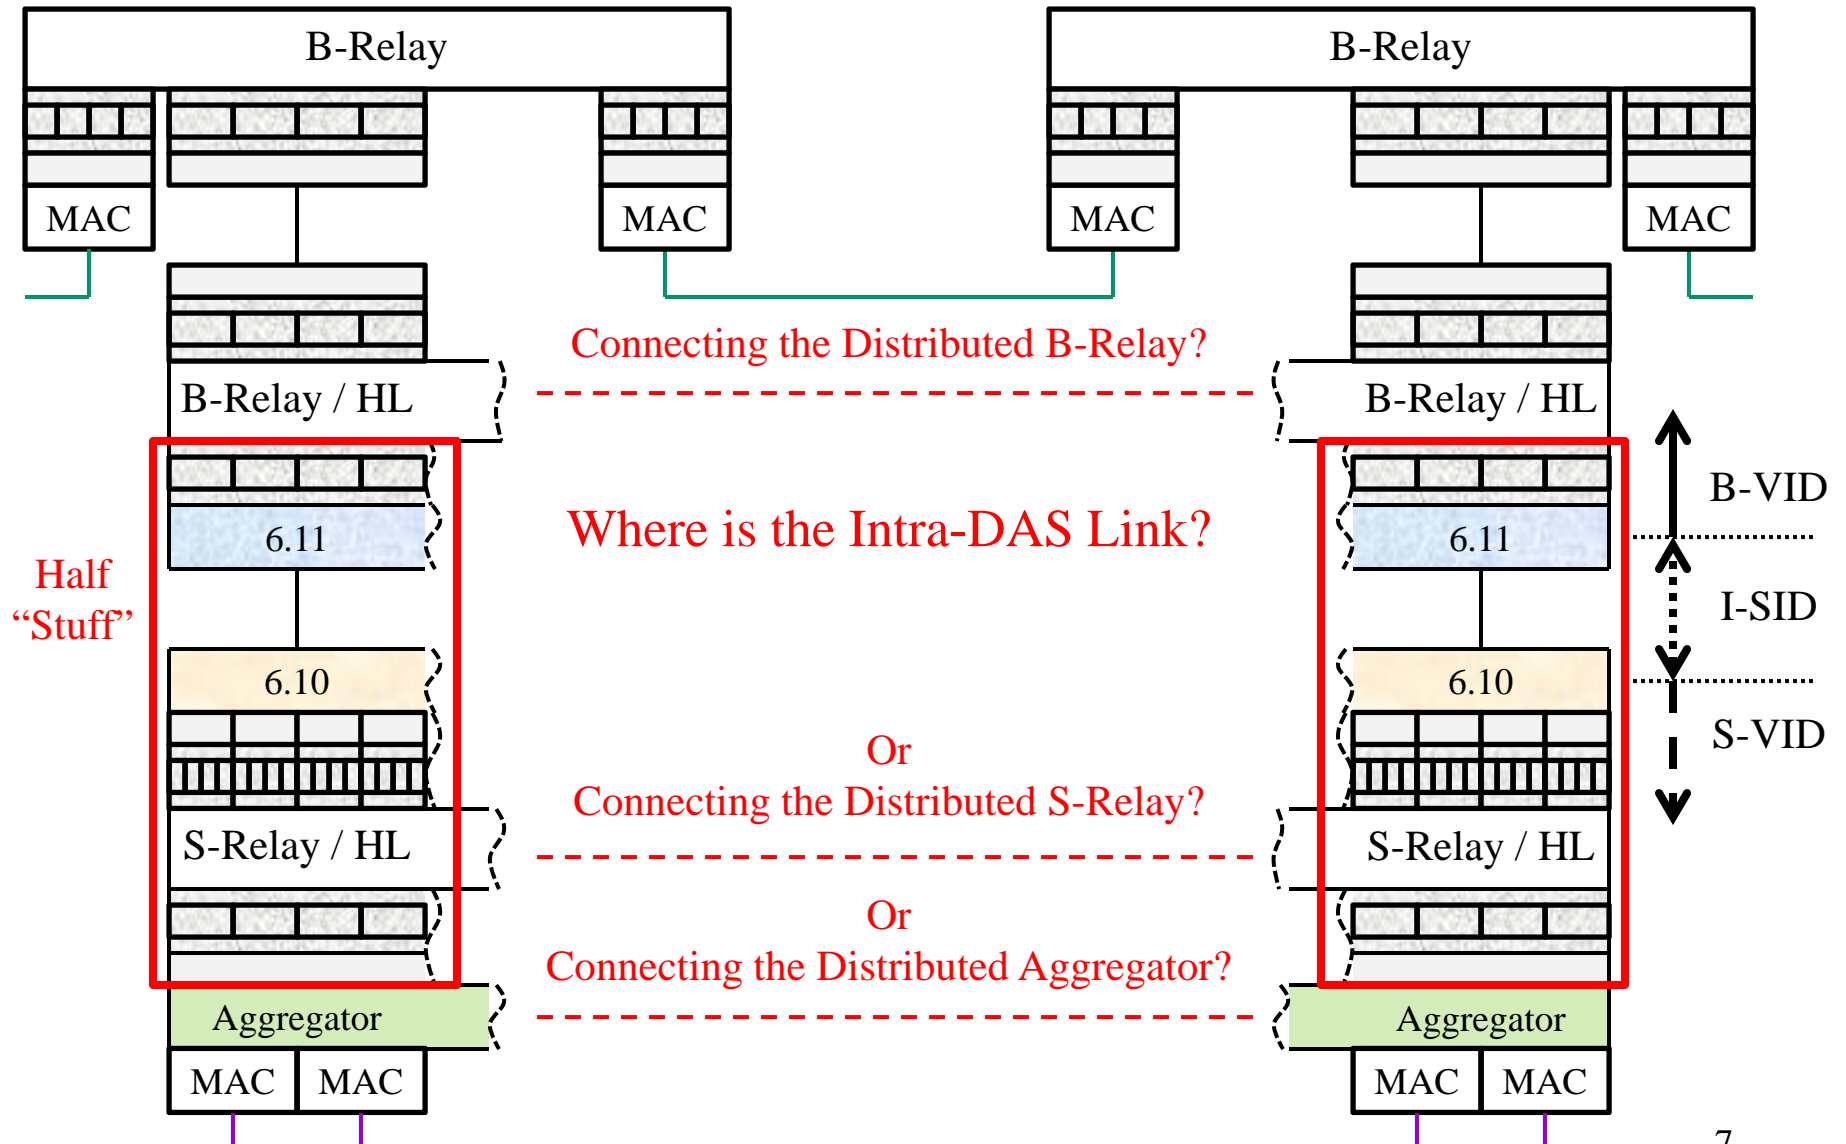 B-Relay
B-Relay
MAC
MAC
MAC
MAC
Connecting the Distributed B-Relay?
B-Relay / HL
B-Relay / HL
B-VID
6.11
Where is the Intra-DAS Link?
6.11
Half
“Stuff”
I-SID
6.10
6.10
S-VID
Or
Connecting the Distributed S-Relay?
S-Relay / HL
S-Relay / HL
Or
Connecting the Distributed Aggregator?
Aggregator
Aggregator
MAC
MAC
MAC
MAC
7